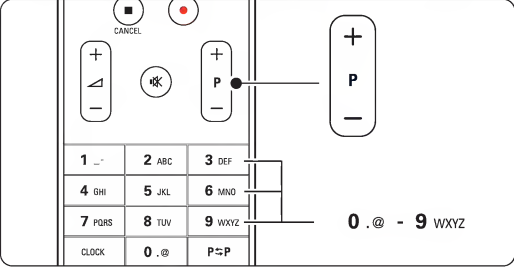 CANCEL
+ + +
P P
− − −
1 _- 2 ABC 3 DEF
4 GHI 5 JKL 6 MNO
7 PQRS 8 TUV 9 WXYZ 0 .@ - 9 WXYZ
CLOCK 0 .@ P⇆P